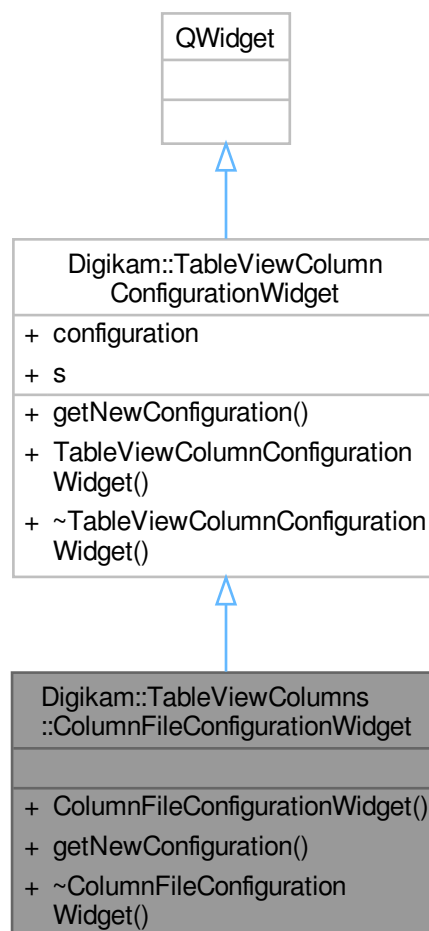 QWidget
Digikam::TableViewColumn
ConfigurationWidget
+ configuration
+ s
+ getNewConfiguration()
+ TableViewColumnConfiguration
Widget()
+ ~TableViewColumnConfiguration
Widget()
Digikam::TableViewColumns
::ColumnFileConfigurationWidget
+ ColumnFileConfigurationWidget()
+ getNewConfiguration()
+ ~ColumnFileConfiguration
Widget()